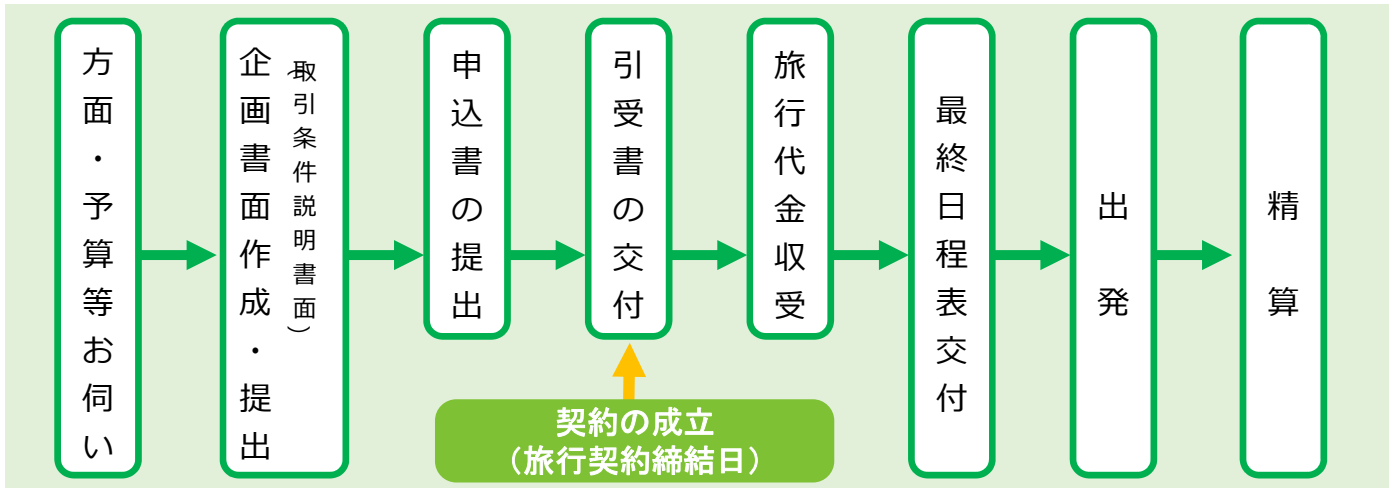 方面・予算等お伺い
企画書面作成・提出
（取引条件説明書面）
申込書の提出
引受書の交付
旅行代金収受
最終日程表交付
出発
精算
契約の成立
（旅行契約締結日）